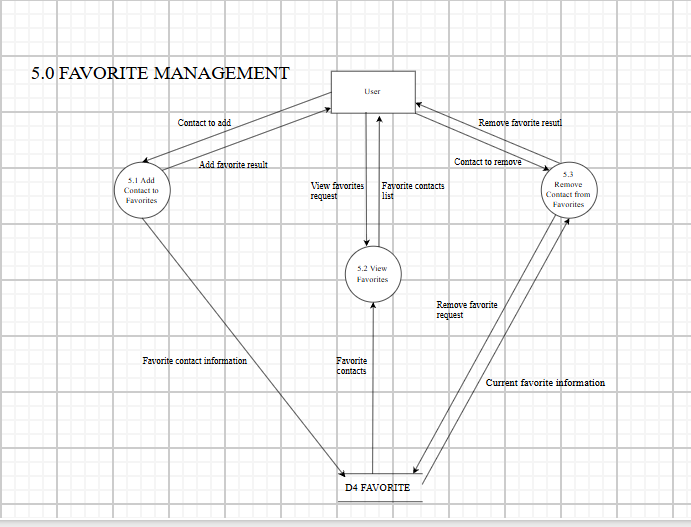 5.0 FAVORITE MANAGEMENT
User
Contact to add
Remove favorite resutl
Add favorite result
Contact to remove
5.1 Add
Contact to
Favorites
View favorites
request
Favorite contacts
list
5.3
Remove
Contact from
Favorites
5.2 View
Favorites
Remove favorite
request
Favorite contact information
Favorite
contacts
Current favorite information
D4 FAVORITE